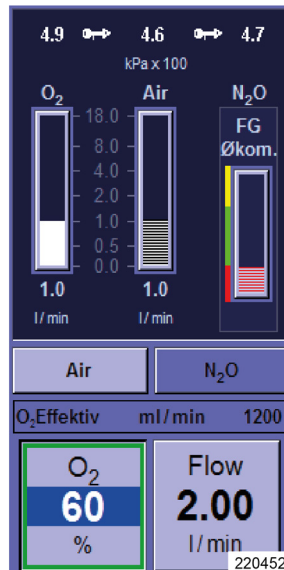 4.9 4.6 4.7
kPa x 100
O₂ Air N₂O
FG
Økom.
18.0
8.0
4.0
2.0
1.0
0.5
0.0
1.0 1.0
l/min l/min
Air N₂O
O₂Effektiv ml/min 1200
O₂ Flow
60 2.00
% l/min
220452